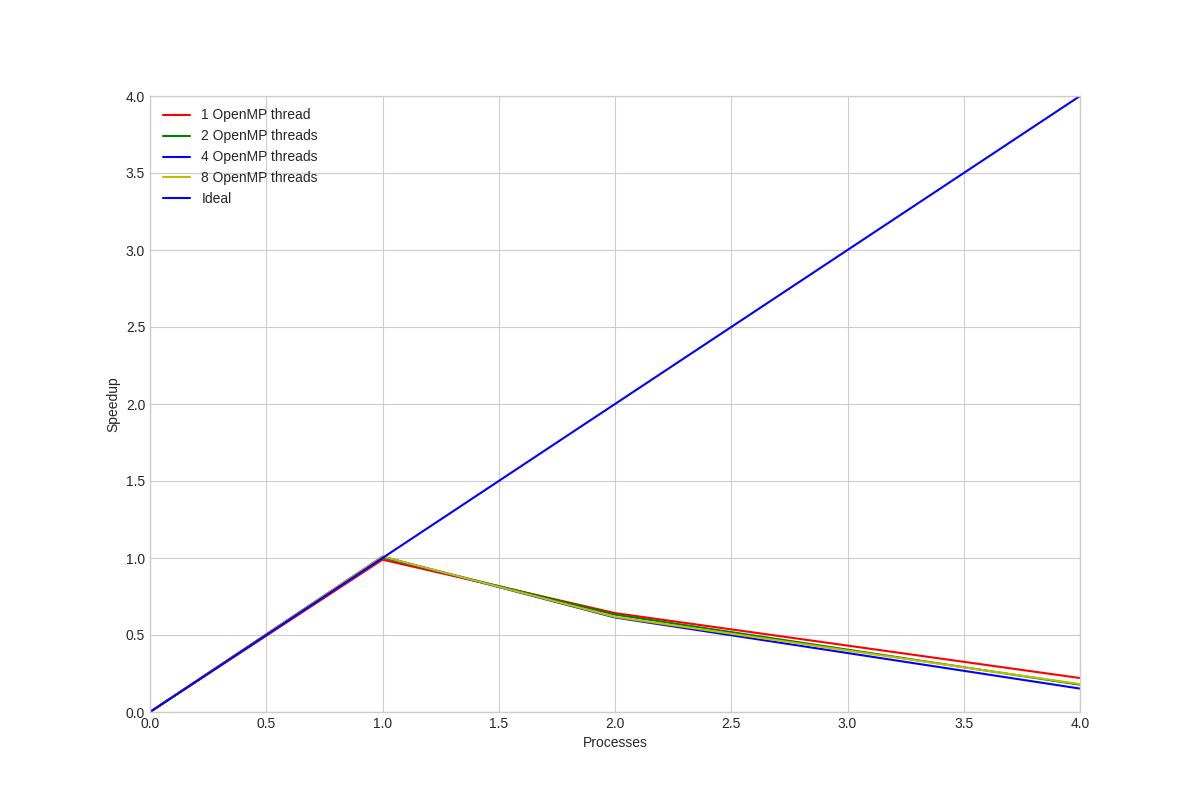 4.0
3.5
3.0
2.5
2.0
1.5
1.0
0.5
0.0
Speedup
1 OpenMP thread
2 OpenMP threads
4 OpenMP threads
8 OpenMP threads
Ideal
0.0 0.5 1.0 1.5 2.0 2.5 3.0 3.5 4.0
Processes